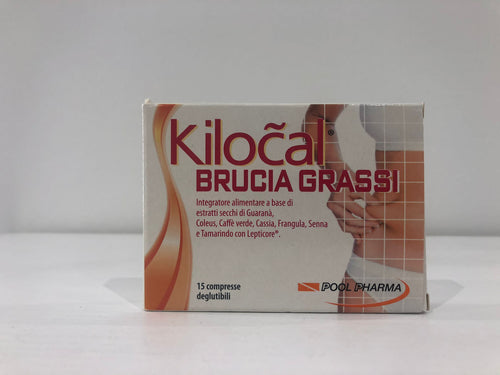 Kilocãl®
BRUCIA GRASSI
Integratore alimentare a base di
estratti secchi di Guaranà,
Coleus, Caffè verde, Cassia, Frangula, Senna
e Tamarindo con Lepticore®.
15 compresse
deglutibili
POOL PHARMA